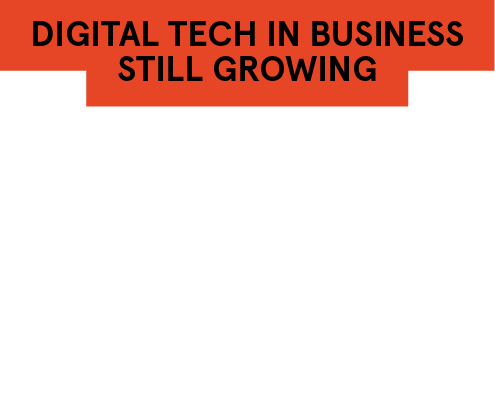 DIGITAL TECH IN BUSINESS
STILL GROWING